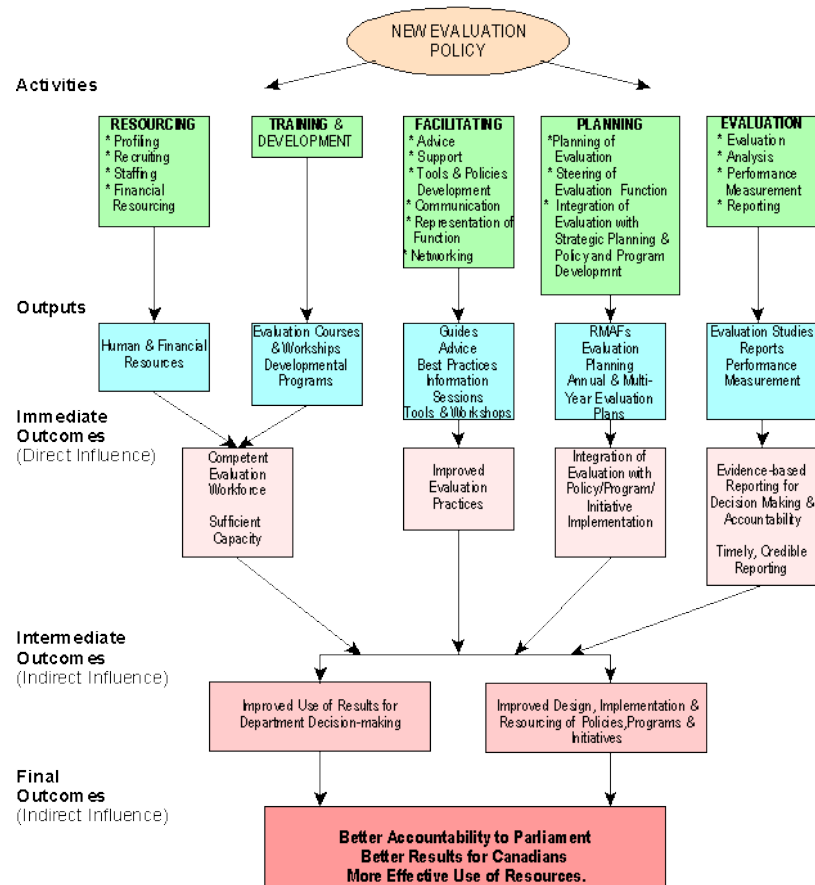 NEW EVALUATION
POLICY
Activities
RESOURCING
* Profiling
* Recruiting
* Staffing
* Financial
Resourcing
TRAINING &
DEVELOPMENT
FACILITATING
* Advice
* Support
* Tools & Policies
Development
* Communication
* Representation of
Function
* Networking
PLANNING
*Planning of
Evaluation
* Steering of
Evaluation Function
* Integration of
Evaluation with
Strategic Planning &
Policy and Program
Developmnt
EVALUATION
* Evaluation
* Analysis
* Performance
Measurement
* Reporting
Outputs
Human & Financial
Resources
Evaluation Courses
& Workships
Developmental
Programs
Guides
Advice
Best Practices
Information
Sessions
Tools & Workshops
RMAFs
Evaluation
Planning
Annual & Multi-
Year Evaluation
Plans
Evaluation Studies
Reports
Performance
Measurement
Immediate
Outcomes
(Direct Influence)
Competent
Evaluation
Workforce
Sufficient
Capacity
Improved
Evaluation
Practices
Integration of
Evaluation with
Policy/Program/
Initiative
Implementation
Evidence-based
Reporting for
Decision Making &
Accountability
Timely, Credible
Reporting
Intermediate
Outcomes
(Indirect Influence)
Improved Use of Results for
Department Decision-making
Improved Design, Implementation &
Resourcing of Policies,Programs &
Initiatives
Final
Outcomes
(Indirect Influence)
Better Accountability to Parliament
Better Results for Canadians
More Effective Use of Resources.